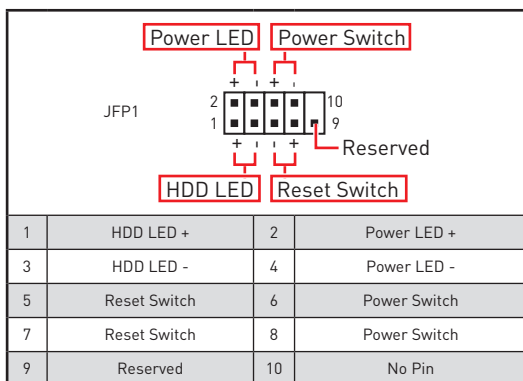 Power LED Power Switch
+ - + -
2 10
JFP1
1 9
+ - - +
Reserved
HDD LED Reset Switch
1 HDD LED + 2 Power LED +
3 HDD LED - 4 Power LED -
5 Reset Switch 6 Power Switch
7 Reset Switch 8 Power Switch
9 Reserved 10 No Pin